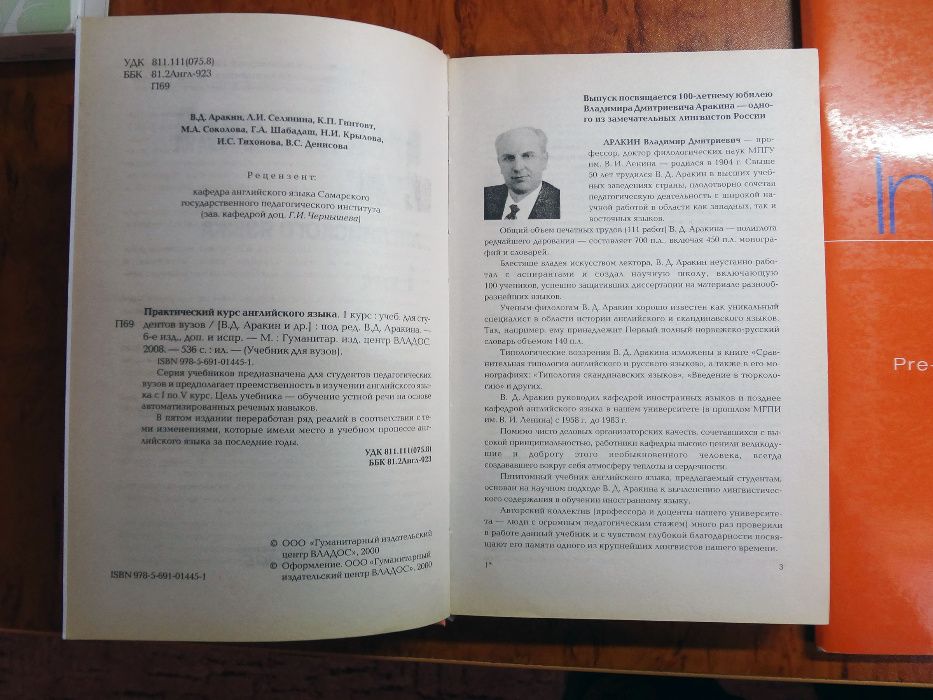 УДК 811.111(075.8)
ББК 81.2Англ-923
П69
В.Д. Аракин, Л.И. Селянина, К.П. Гинтовт,
М.А. Соколова, Г.А. Шабадаш, Н.И. Крылова,
И.С. Тихонова, В.С. Денисова
Рецензент:
кафедра английского языка Самарского
государственного педагогического института
(зав. кафедрой доц. Г.И. Чернышева)
Практический курс английского языка. 1 курс : учеб. для сту-
П69 дентов вузов / [В.Д. Аракин и др.] ; под ред. В.Д. Аракина. —
6-е изд., доп. и испр. — М. : Гуманитар. изд. центр ВЛАДОС
2008. — 536 с. : ил. — (Учебник для вузов).
ISBN 978-5-691-01445-1.
Серия учебников предназначена для студентов педагогических
вузов и предполагает преемственность в изучении английского язы-
ка с I по V курс. Цель учебника — обучение устной речи на основе
автоматизированных речевых навыков.
В пятом издании переработан ряд реалий в соответствии с те-
ми изменениями, которые имели место в учебном процессе анг-
лийского языка за последние годы.
УДК 811.111(075.8)
ББК 81.2Англ-923
© ООО «Гуманитарный издательский
центр ВЛАДОС», 2000
© Оформление. ООО «Гуманитарный
издательский центр ВЛАДОС», 2000
ISBN 978-5-691-01445-1
Выпуск посвящается 100-летнему юбилею
Владимира Дмитриевича Аракина — одно-
го из замечательных лингвистов России
АРАКИН Владимир Дмитриевич — про-
фессор, доктор филологических наук МПГУ
им. В. И. Ленина — родился в 1904 г. Свыше
50 лет трудился В. Д. Аракин в высших учеб-
ных заведениях страны, плодотворно сочетая
педагогическую деятельность с широкой на-
учной работой в области как западных, так и
восточных языков.
Общий объем печатных трудов (111 работ) В. Д. Аракина — полиглота
редчайшего дарования — составляет 700 п.л., включая 450 п.л. моногра-
фий и словарей.
Блестяще владея искусством лектора, В. Д. Аракин неустанно рабо-
тал с аспирантами и создал научную школу, включающую
100 учеников, успешно защитивших диссертации на материале разнооб-
разнейших языков.
Ученым-филологам В. Д. Аракин хорошо известен как уникальный
специалист в области истории английского и скандинавского языков.
Так, например, ему принадлежит Первый полный норвежско-русский
словарь объемом 140 п.л.
Типологические воззрения В. Д. Аракина изложены в книге «Срав-
нительная типология английского и русского языков», а также в его
монографиях: «Типология скандинавских языков», «Введение в тюрколо-
гию» и других.
В. Д. Аракин руководил кафедрой иностранных языков и позднее
кафедрой английского языка в нашем университете (в прошлом МГПИ
им. В. И. Ленина) с 1958 г. до 1983 г.
Помимо чисто деловых организаторских качеств, сочетавшихся с вы-
сокой принципиальностью, работники кафедры высоко ценили великоду-
шие и доброту этого необыкновенного человека, всегда
создававшего вокруг себя атмосферу теплоты и сердечности.
Пятитомный учебник английского языка, предлагаемый студентам,
основан на научном подходе В. Д. Аракина к вычленению лингвистичес-
кого содержания в обучении иностранному языку.
Авторский коллектив (профессора и доценты нашего университе-
та — люди с огромным педагогическим стажем) много раз проверили
в работе данный учебник и с чувством глубокой благодарности посвя-
щают его памяти одного из крупнейших лингвистов нашего времени.
1*
3
In
Pre-